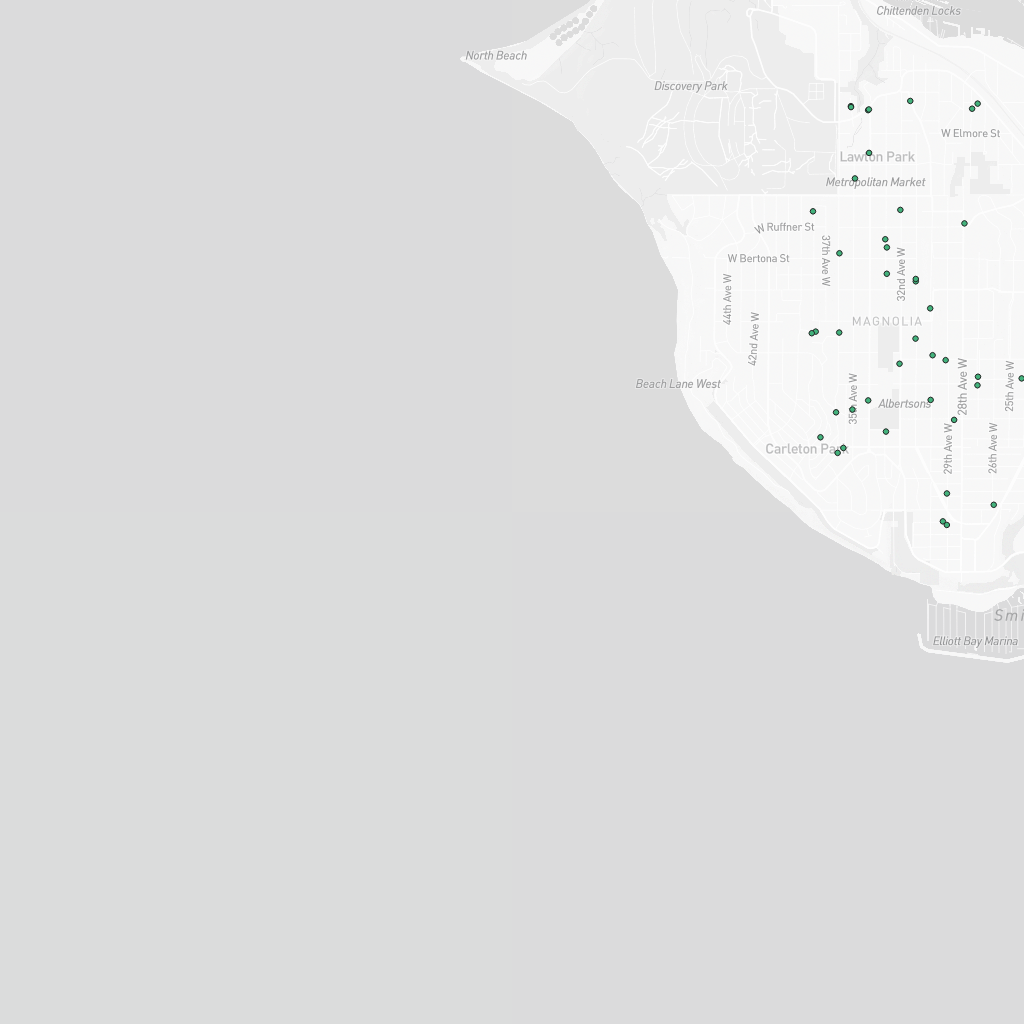 Chittenden Locks
North Beach
Discovery Park
W Elmore St
Lawton Park
Metropolitan Market
W Ruffner St
37th Ave W
W Bertona St
32nd Ave W
44th Ave W
42nd Ave W
MAGNOLIA
Beach Lane West
35th Ave W
28th Ave W
25th Ave W
Albertsons
Carleton Park
29th Ave W
26th Ave W
Smi
Elliott Bay Marina